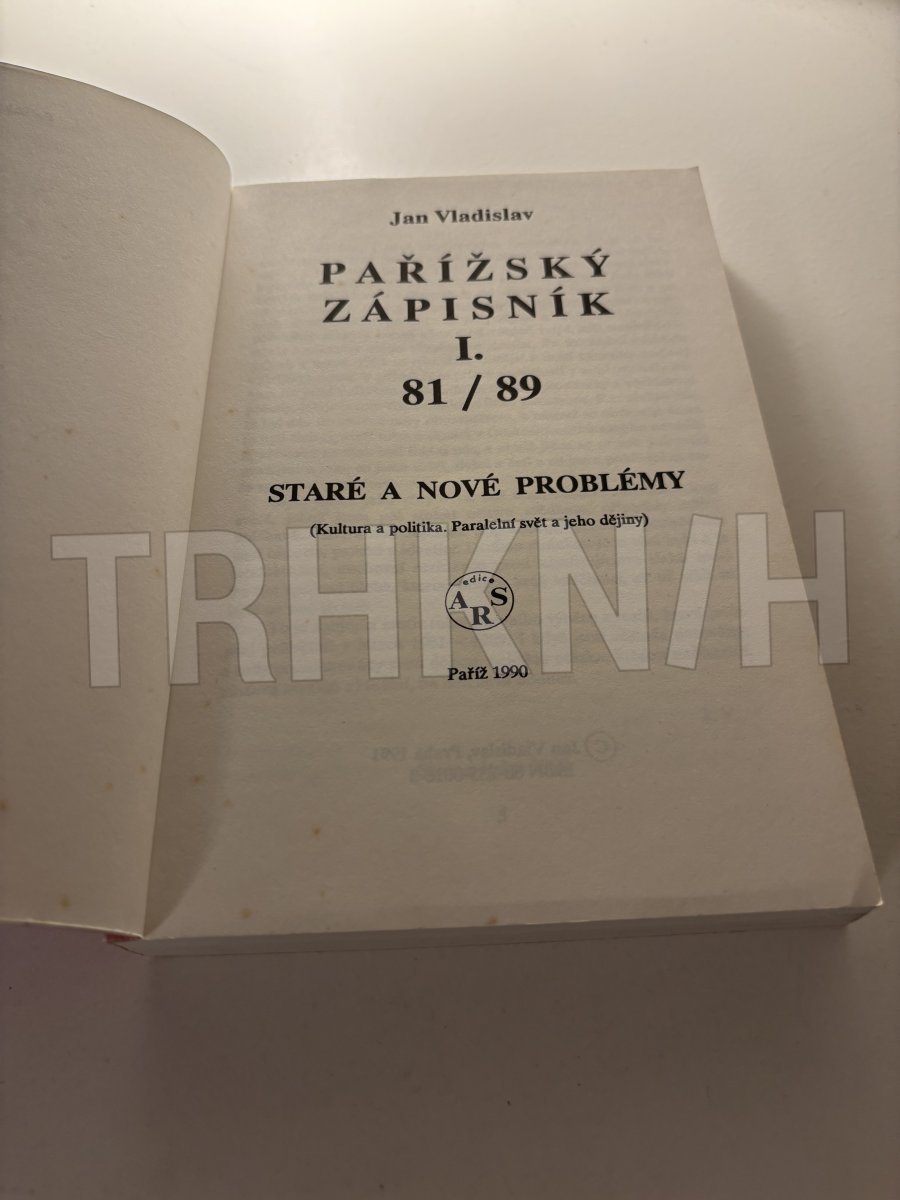 Jan Vladislav
PAŘÍŽSKÝ
ZÁPISNÍK
I.
81 / 89
STARÉ A NOVÉ PROBLÉMY
(Kultura a politika. Paralelní svět a jeho dějiny)
edice
ARS
Paříž 1990
TRHKN/H